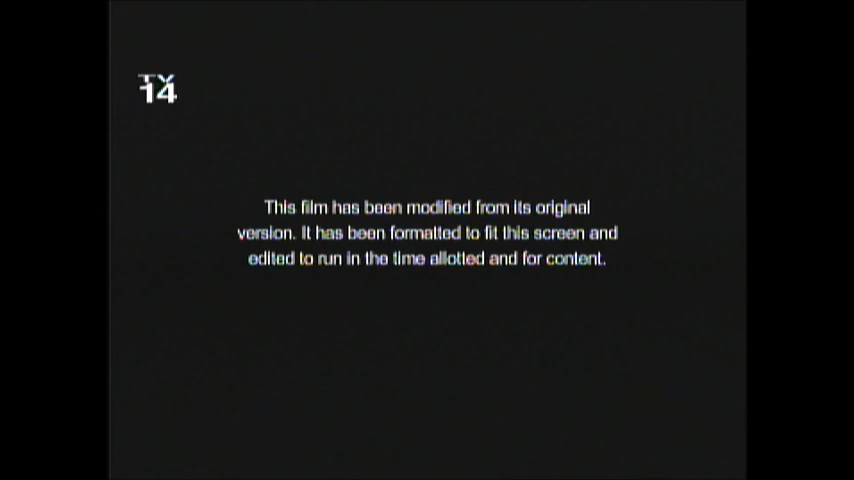 TV
14
This film has been modified from its original
version. It has been formatted to fit this screen and
edited to run in the time allotted and for content.